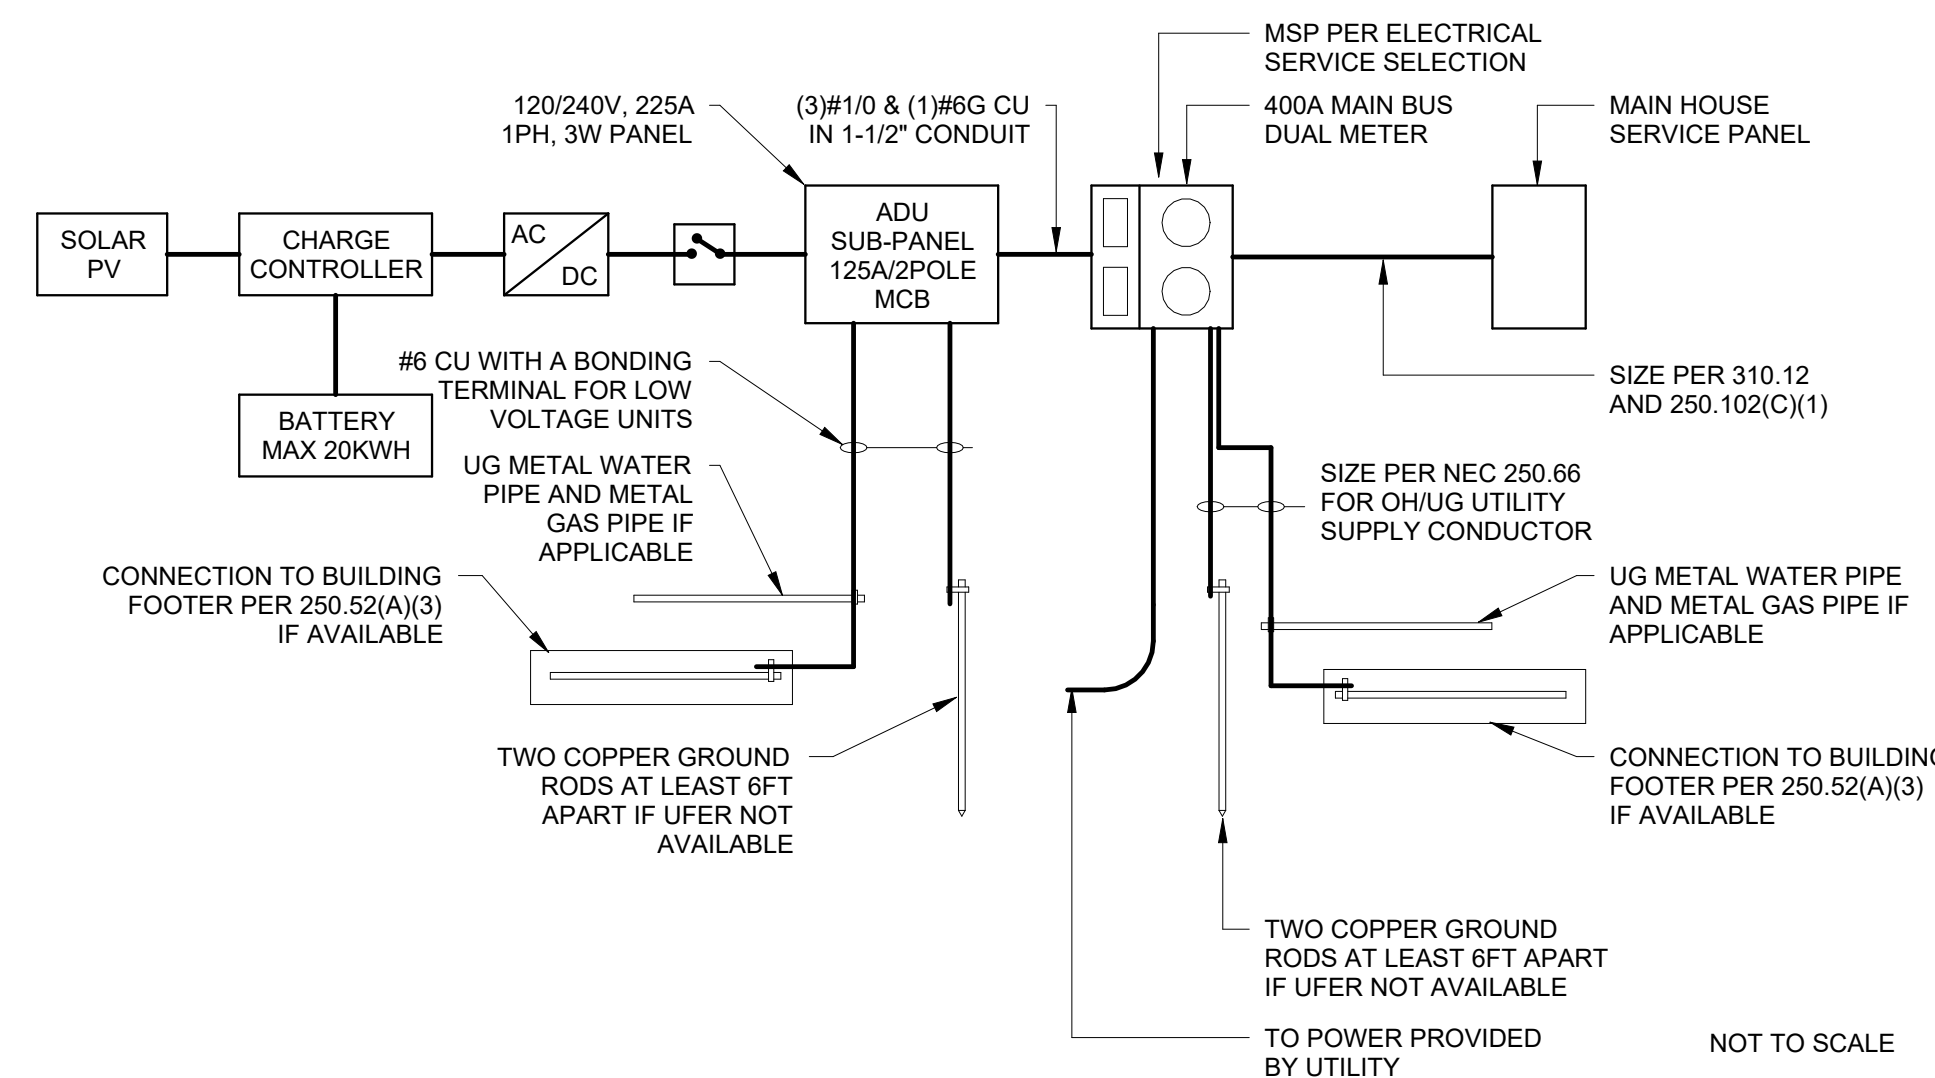 MSP PER ELECTRICAL
SERVICE SELECTION
120/240V, 225A
1PH, 3W PANEL
(3)#1/0 & (1)#6G CU
IN 1-1/2" CONDUIT
400A MAIN BUS
DUAL METER
MAIN HOUSE
SERVICE PANEL
SOLAR
PV
CHARGE
CONTROLLER
AC
DC
ADU
SUB-PANEL
125A/2POLE
MCB
BATTERY
MAX 20KWH
#6 CU WITH A BONDING
TERMINAL FOR LOW
VOLTAGE UNITS
SIZE PER 310.12
AND 250.102(C)(1)
UG METAL WATER
PIPE AND METAL
GAS PIPE IF
APPLICABLE
SIZE PER NEC 250.66
FOR OH/UG UTILITY
SUPPLY CONDUCTOR
CONNECTION TO BUILDING
FOOTER PER 250.52(A)(3)
IF AVAILABLE
UG METAL WATER PIPE
AND METAL GAS PIPE IF
APPLICABLE
TWO COPPER GROUND
RODS AT LEAST 6FT
APART IF UFER NOT
AVAILABLE
CONNECTION TO BUILDING
FOOTER PER 250.52(A)(3)
IF AVAILABLE
TWO COPPER GROUND
RODS AT LEAST 6FT APART
IF UFER NOT AVAILABLE
TO POWER PROVIDED
BY UTILITY
NOT TO SCALE